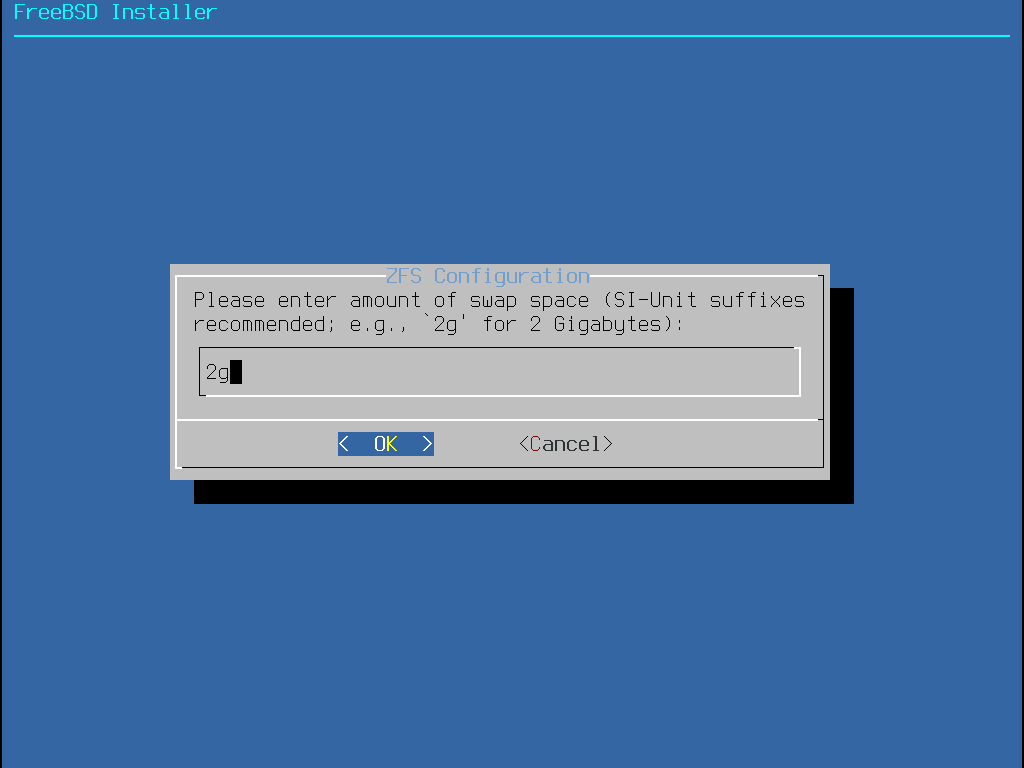 FreeBSD Installer
ZFS Configuration
Please enter amount of swap space (SI-Unit suffixes
recommended; e.g., `2g' for 2 Gigabytes):
2g
< OK > <Cancel>